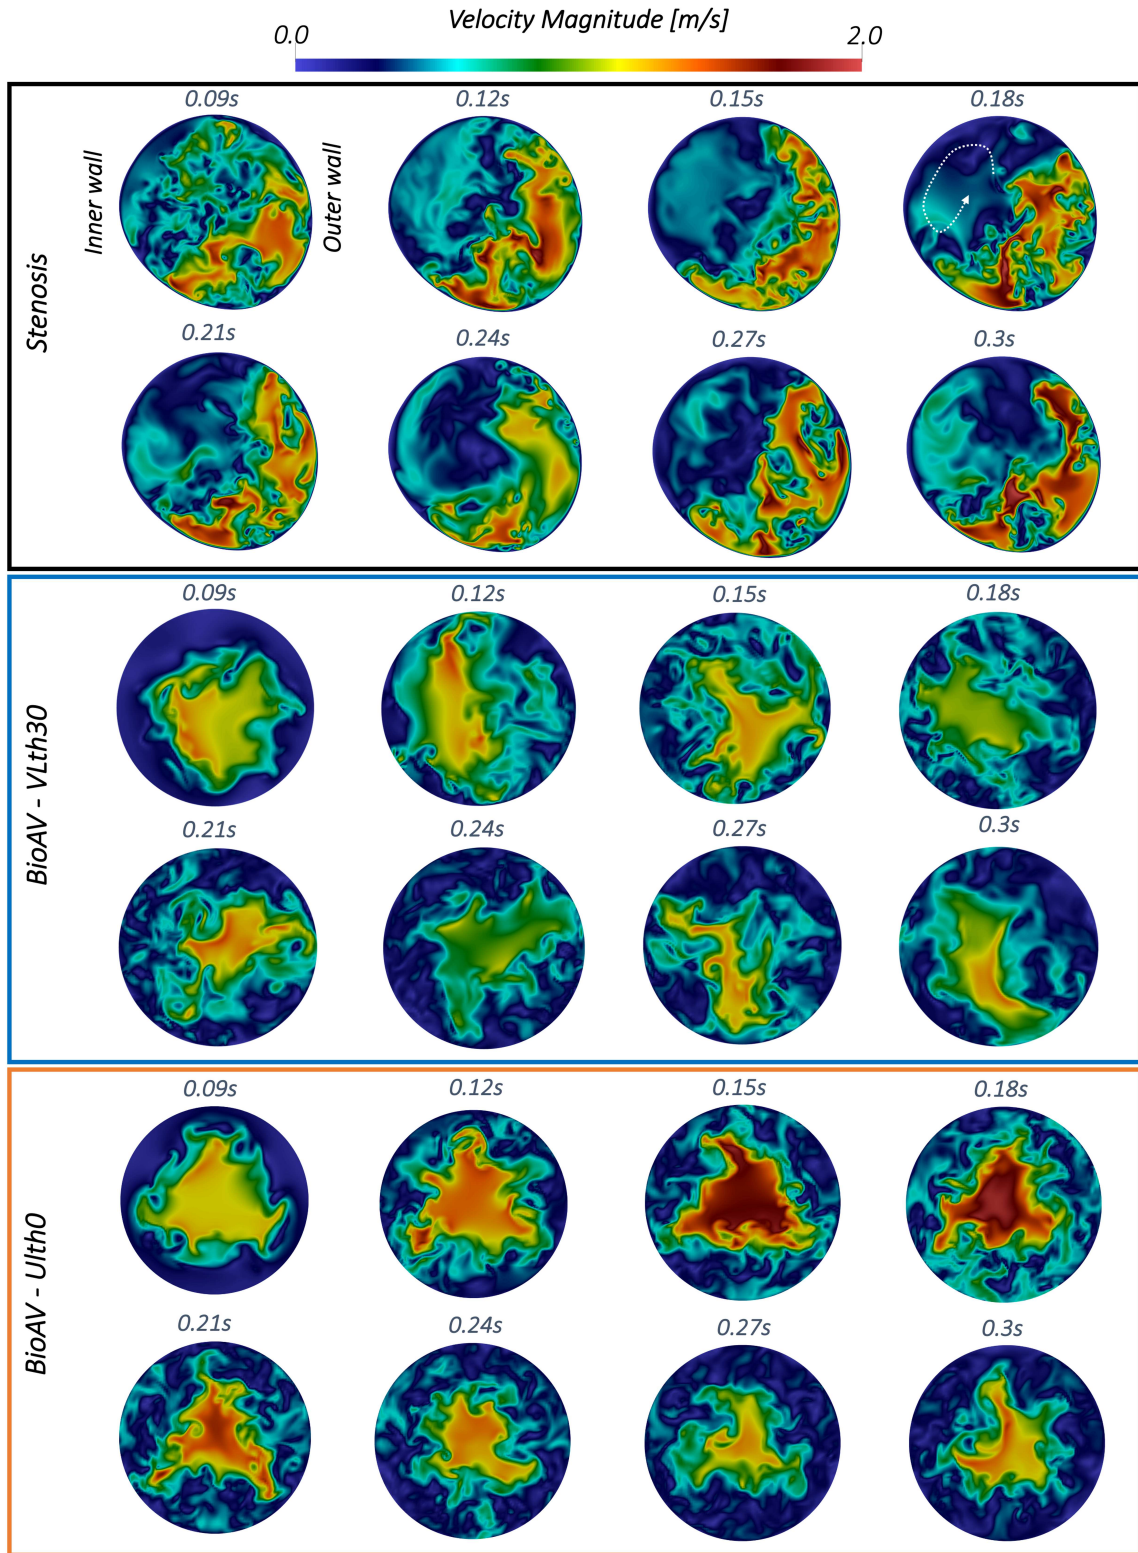 Velocity Magnitude [m/s]
0.0
2.0
Stenosis
Inner wall
Outer wall
0.09s
0.12s
0.15s
0.18s
0.21s
0.24s
0.27s
0.3s
BioAV - VLth30
0.09s
0.12s
0.15s
0.18s
0.21s
0.24s
0.27s
0.3s
BioAV - Ulth0
0.09s
0.12s
0.15s
0.18s
0.21s
0.24s
0.27s
0.3s